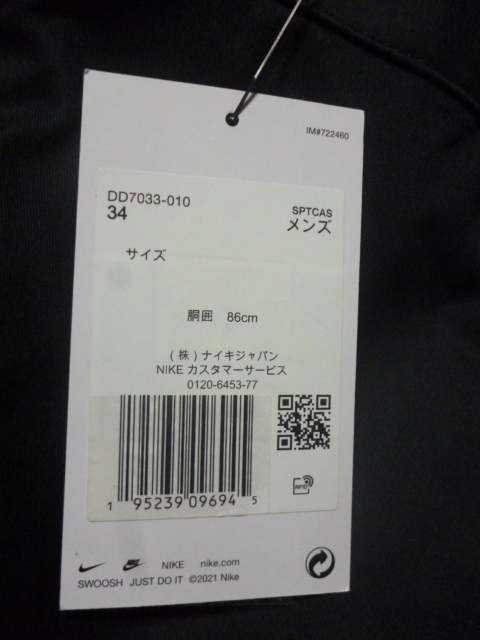 IM#722460
DD7033-010
34
SPTCAS
メンズ
サイズ
胴囲 86cm
(株)ナイキジャパン
NIKE カスタマーサービス
0120-6453-77
1 95239 09694 5
RFID
NIKE nike.com
SWOOSH JUST DO IT ©2021 Nike